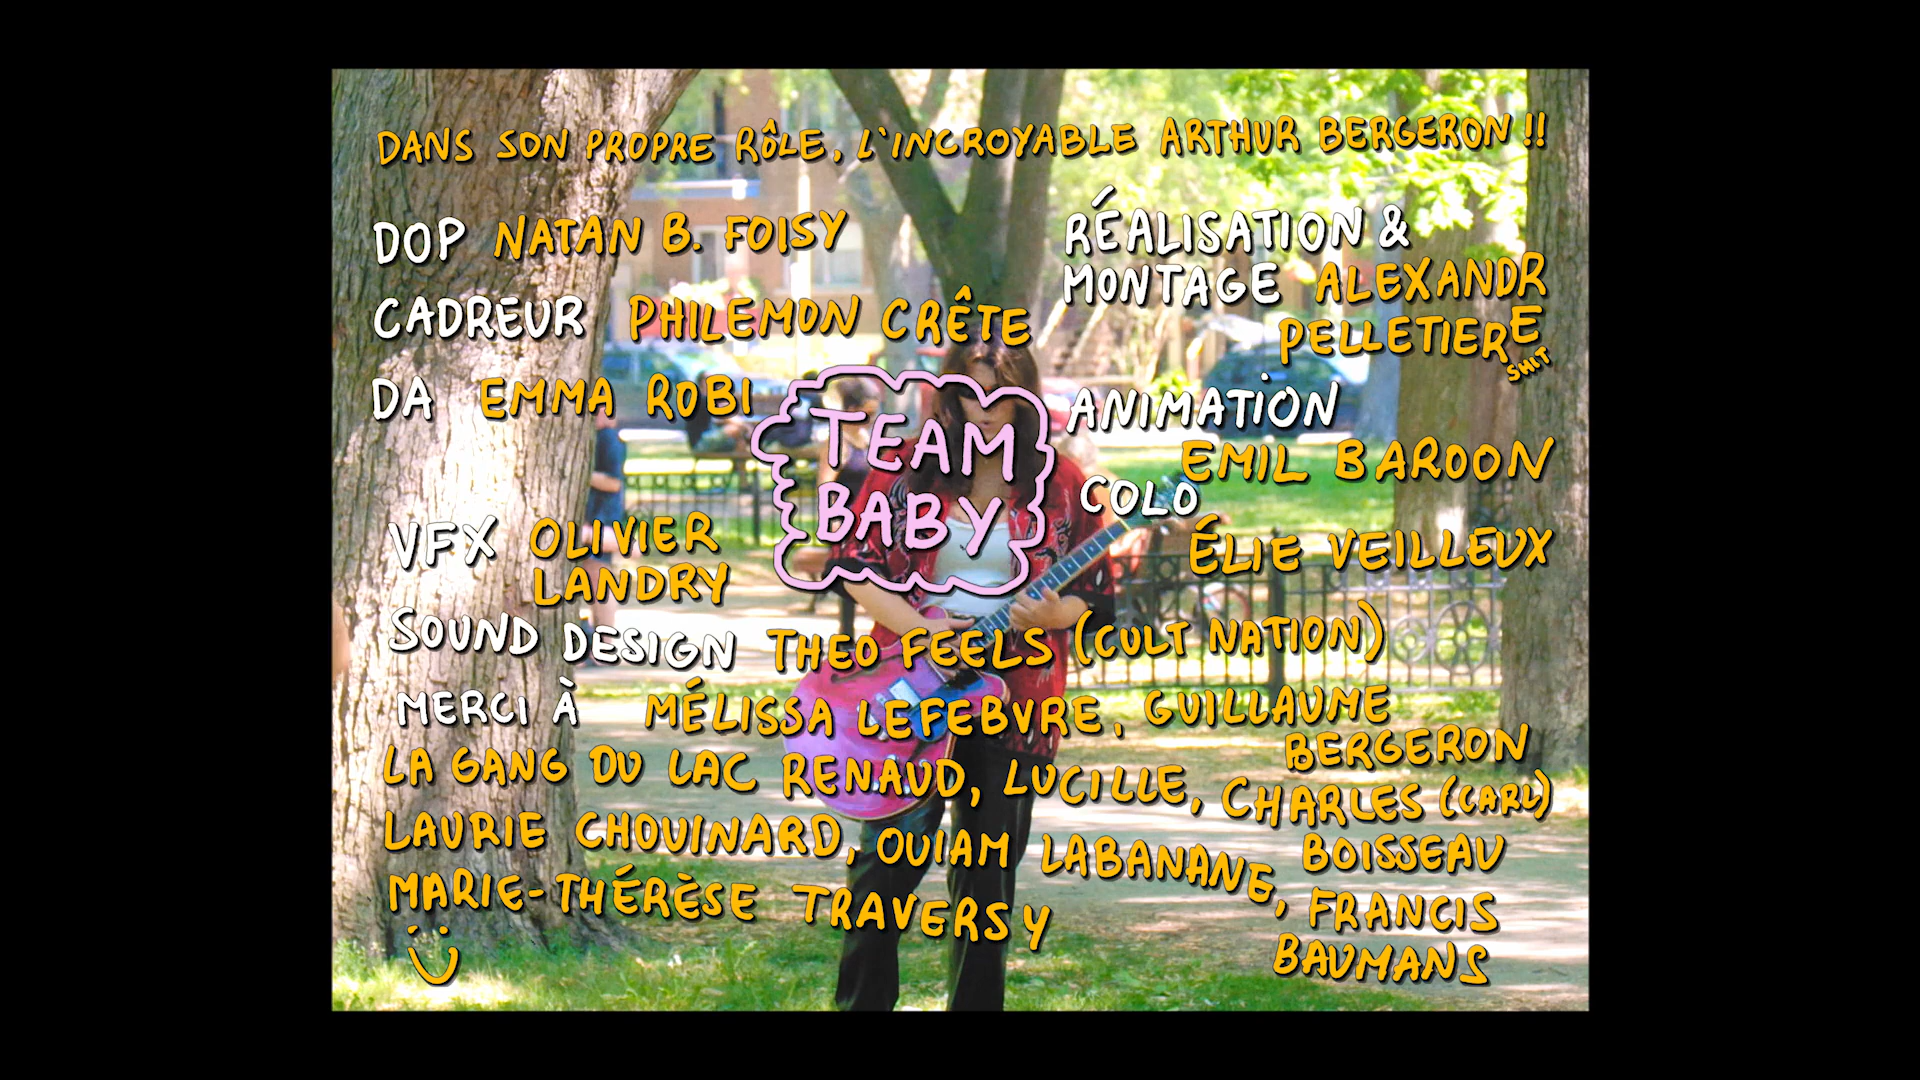 DANS SON PROPRE RÔLE, L'INCROYABLE ARTHUR BERGERON !!
DOP NATAN B. FOISY
CADREUR PHILEMON CRÊTE
DA EMMA ROBI
RÉALISATION &
MONTAGE ALEXANDR
PELLETIERE
SHIT
ANIMATION
EMIL BAROON
COLO
ÉLIE VEILLEUX
TEAM
BABY
VFX OLIVIER
LANDRY
SOUND DESIGN THEO FEELS (CULT NATION)
MERCI À MÉLISSA LEFEBVRE, GUILLAUME
BERGERON
LA GANG DU LAC RENAUD, LUCILLE, CHARLES (CARL)
BOISSEAU
LAURIE CHOUINARD, OUIAM LABANANE, FRANCIS
BAUMANS
MARIE-THÉRÈSE TRAVERSY